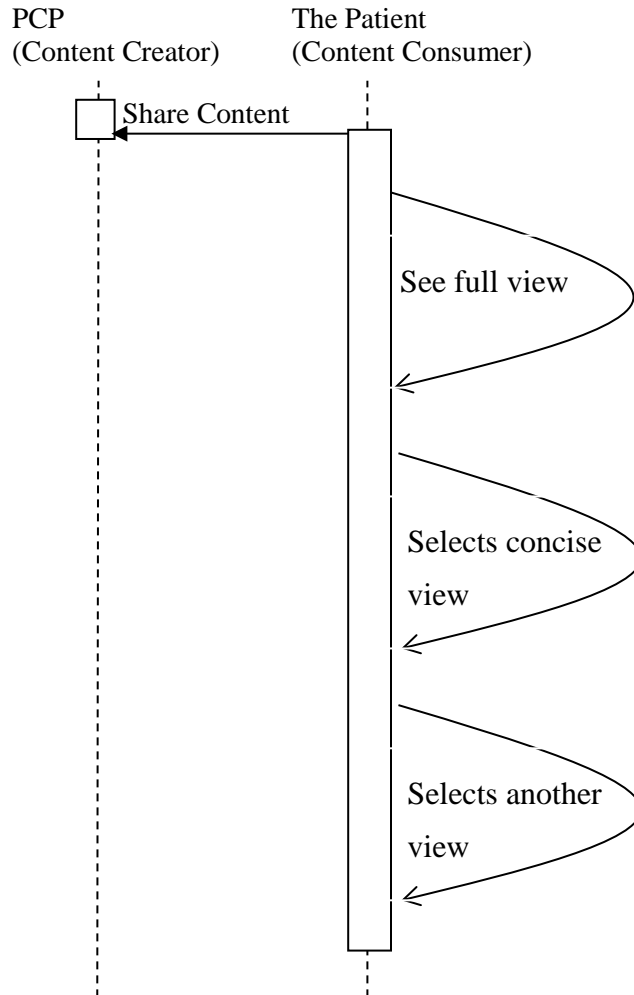 PCP
(Content Creator)
The Patient
(Content Consumer)
Share Content
See full view
Selects concise
view
Selects another
view